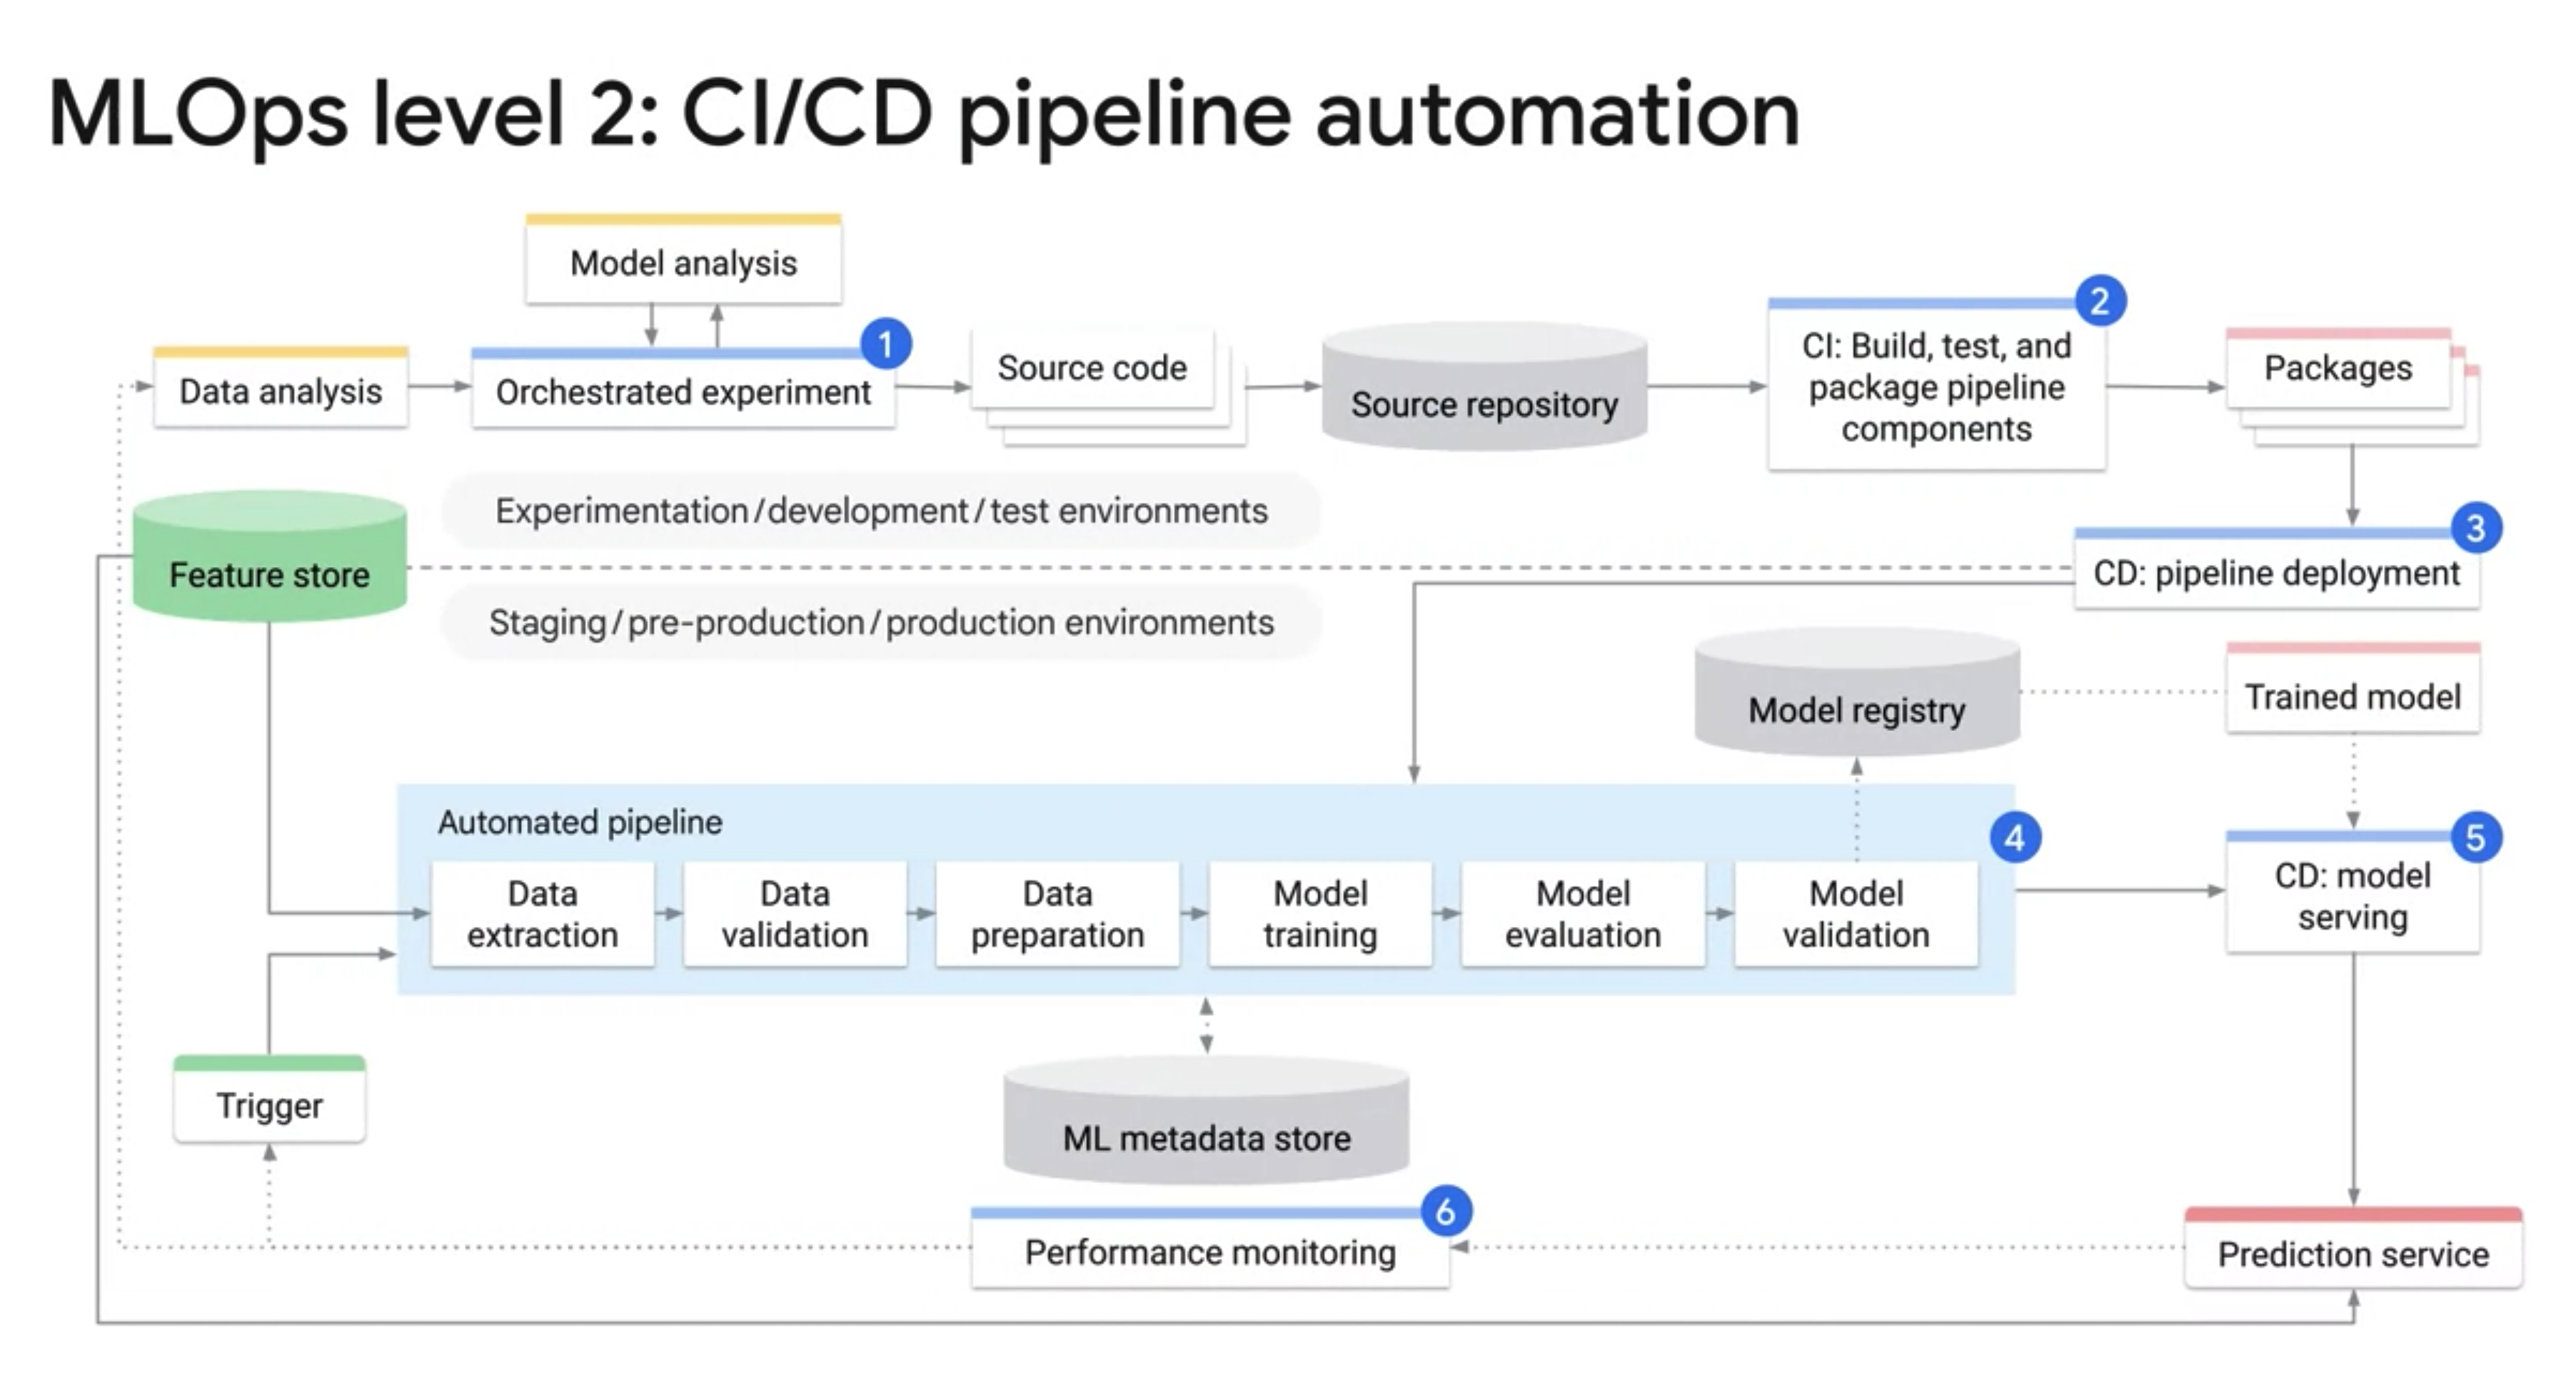 MLOps level 2: CI/CD pipeline automation
Model analysis
1
2
Data analysis
Orchestrated experiment
Source code
Source repository
CI: Build, test, and
package pipeline
components
Packages
Experimentation/development/test environments
3
Feature store
CD: pipeline deployment
Staging/pre-production/production environments
Model registry
Trained model
Automated pipeline
4
5
Data
extraction
Data
validation
Data
preparation
Model
training
Model
evaluation
Model
validation
CD: model
serving
Trigger
ML metadata store
6
Performance monitoring
Prediction service